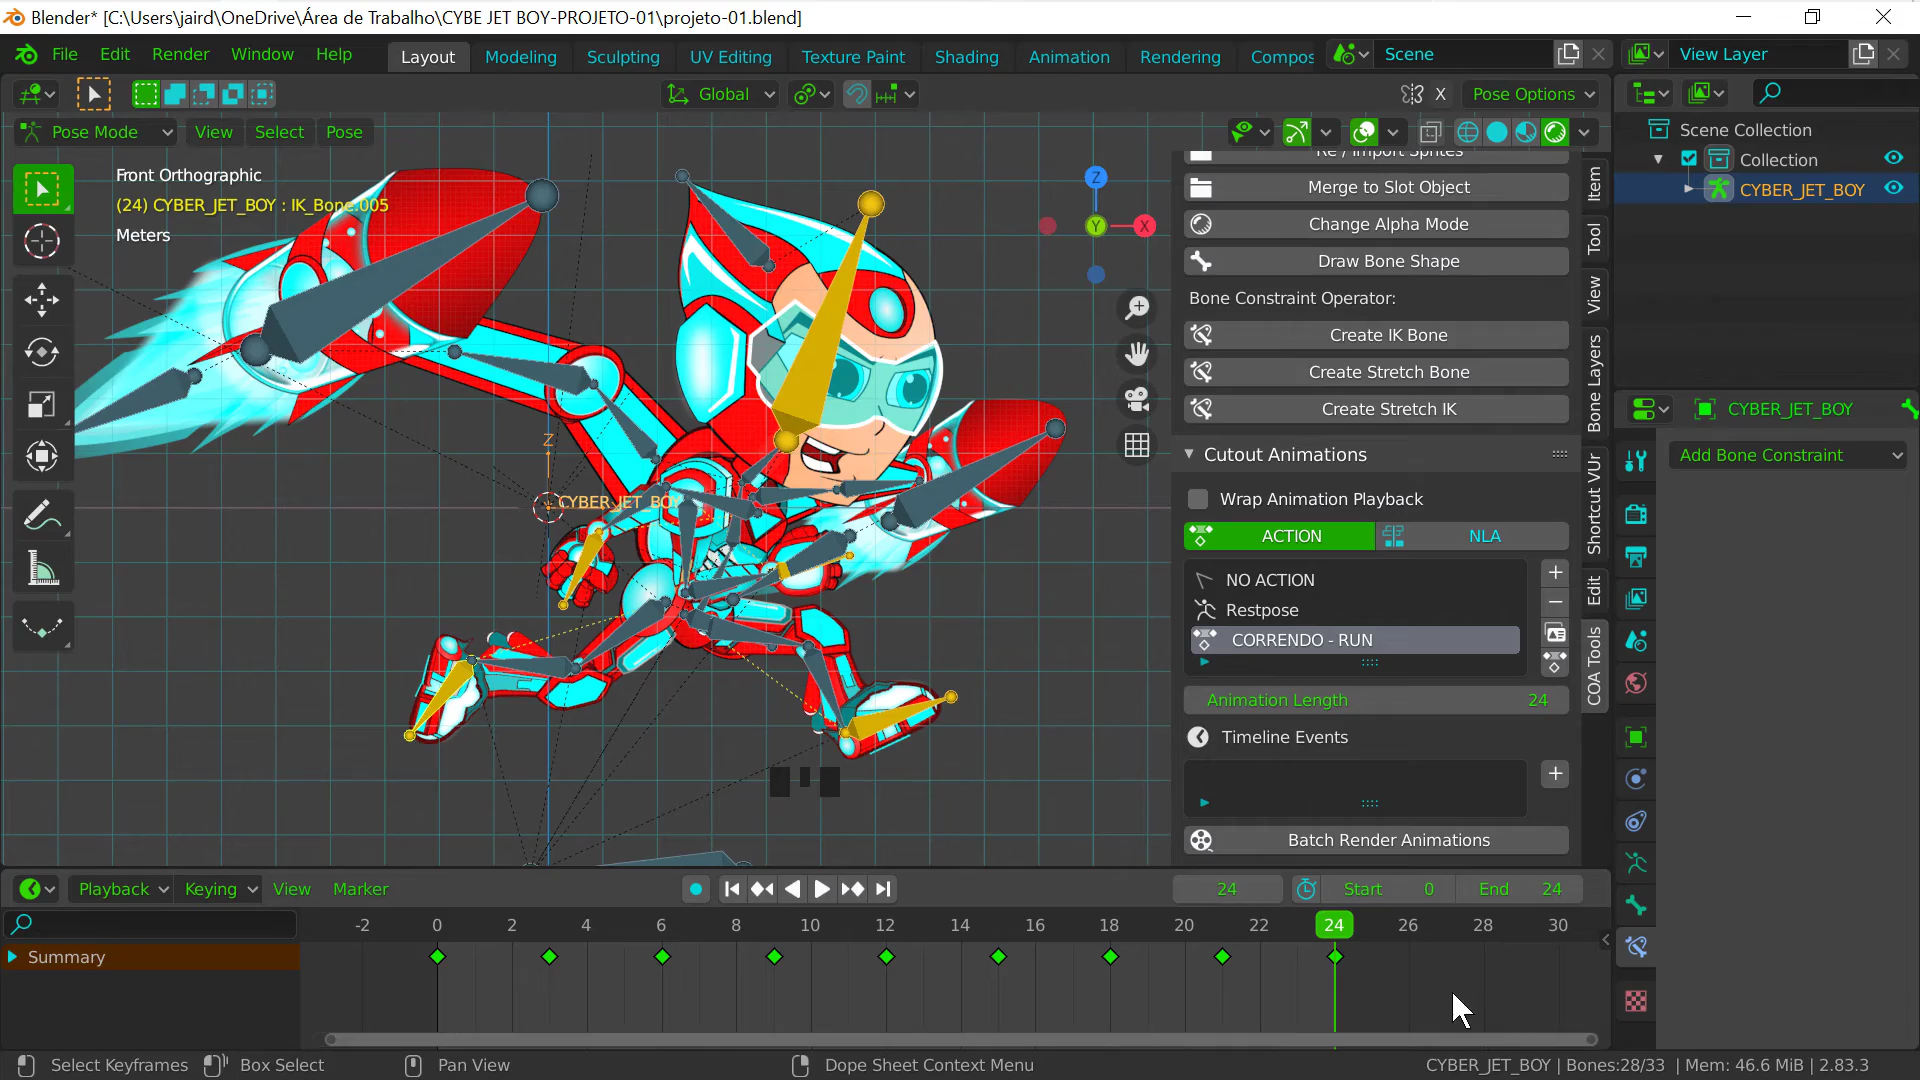 Blender* [C:\Users\jaird\OneDrive\Área de Trabalho\CYBE JET BOY-PROJETO-01\projeto-01.blend]
File Edit Render Window Help Layout Modeling Sculpting UV Editing Texture Paint Shading Animation Rendering Compos Scene View Layer
Global X Pose Options
Pose Mode View Select Pose
Scene Collection
Collection
CYBER_JET_BOY
Front Orthographic
(24) CYBER_JET_BOY : IK_Bone.005
Meters
Z
Y
X
Z
CYBER_JET_BOY
Re / Import Sprites
Merge to Slot Object
Change Alpha Mode
Draw Bone Shape
Bone Constraint Operator:
Create IK Bone
Create Stretch Bone
Create Stretch IK
Cutout Animations
Wrap Animation Playback
ACTION NLA
NO ACTION
Restpose
CORRENDO - RUN
Animation Length 24
Timeline Events
Batch Render Animations
Item
Tool
View
Bone Layers
Shortcut VUr
Edit
COA Tools
CYBER_JET_BOY
Add Bone Constraint
Playback Keying View Marker 24 Start 0 End 24
-2 0 2 4 6 8 10 12 14 16 18 20 22 24 26 28 30
Summary
Select Keyframes Box Select Pan View Dope Sheet Context Menu CYBER_JET_BOY | Bones:28/33 | Mem: 46.6 MiB | 2.83.3